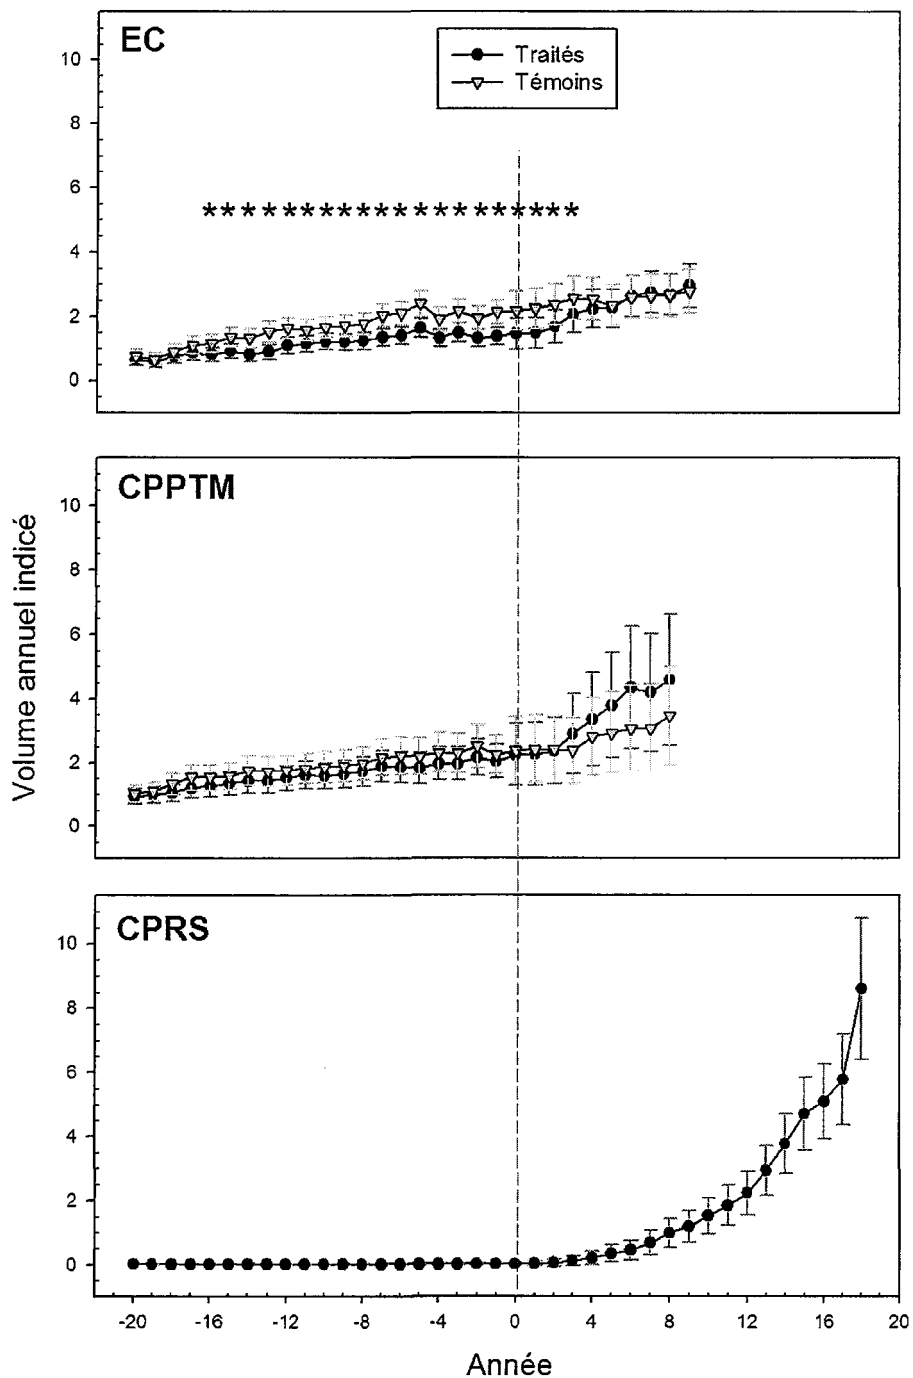 EC
Traités
Témoins
10
8
6
********************
4
2
0
CPPTM
10
8
6
4
2
0
Volume annuel indicé
CPRS
10
8
6
4
2
0
-20 -16 -12 -8 -4 0 4 8 12 16 20
Année